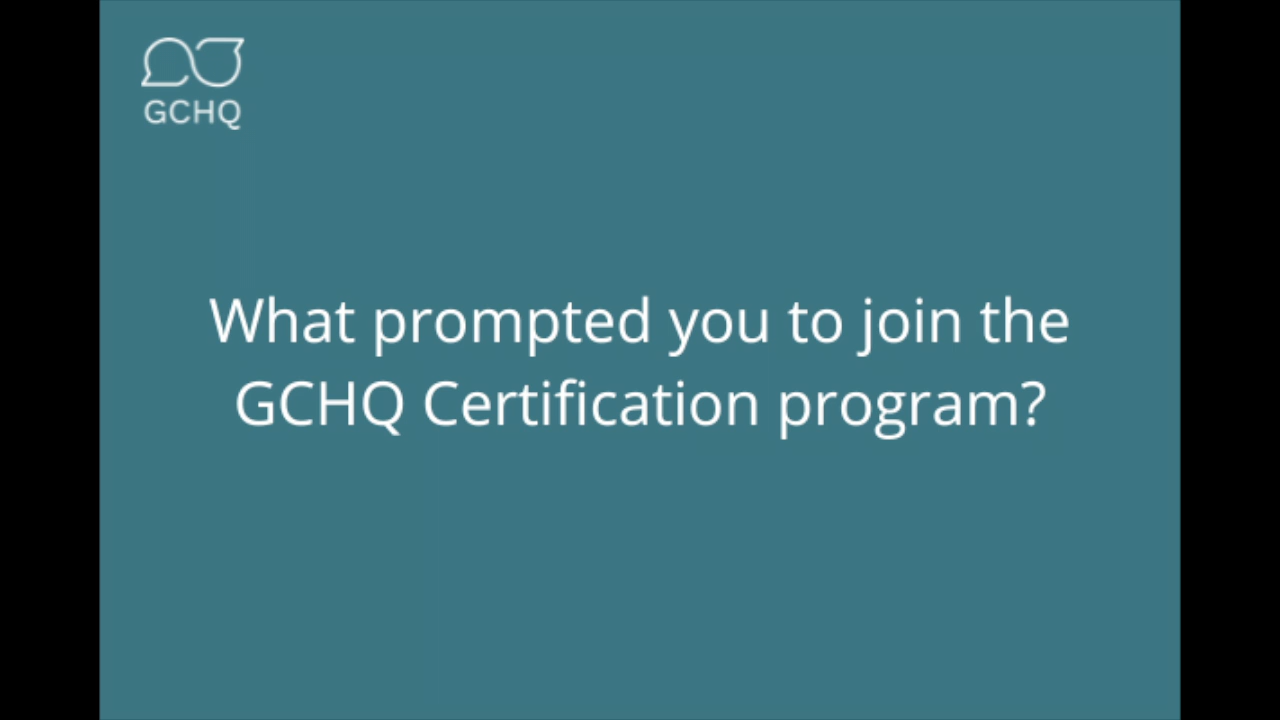 GCHQ
What prompted you to join the
GCHQ Certification program?